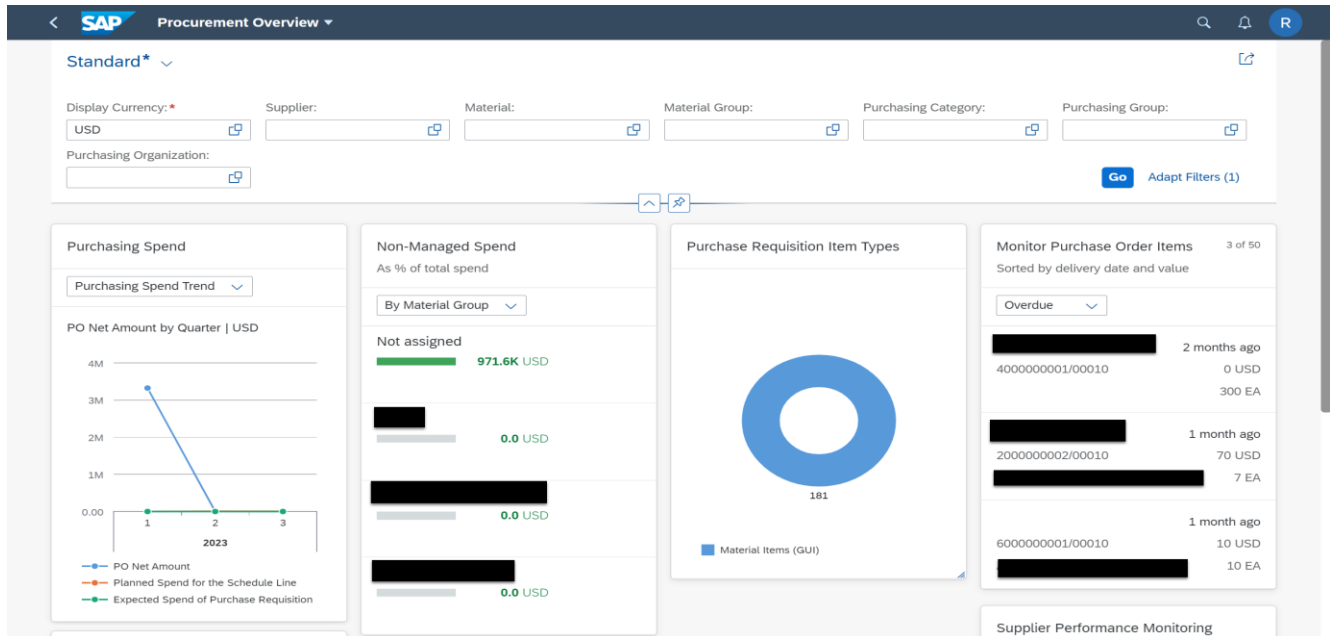 SAP Procurement Overview
R
Standard*
Display Currency:*
Supplier:
Material:
Material Group:
Purchasing Category:
Purchasing Group:
USD
Purchasing Organization:
Go Adapt Filters (1)
Purchasing Spend
Purchasing Spend Trend
PO Net Amount by Quarter | USD
4M
3M
2M
1M
0.00
1 2 3
2023
PO Net Amount
Planned Spend for the Schedule Line
Expected Spend of Purchase Requisition
Non-Managed Spend
As % of total spend
By Material Group
Not assigned
971.6K USD
0.0 USD
0.0 USD
0.0 USD
Purchase Requisition Item Types
181
Material Items (GUI)
Monitor Purchase Order Items 3 of 50
Sorted by delivery date and value
Overdue
2 months ago
4000000001/00010 0 USD
300 EA
1 month ago
2000000002/00010 70 USD
7 EA
1 month ago
6000000001/00010 10 USD
10 EA
Supplier Performance Monitoring